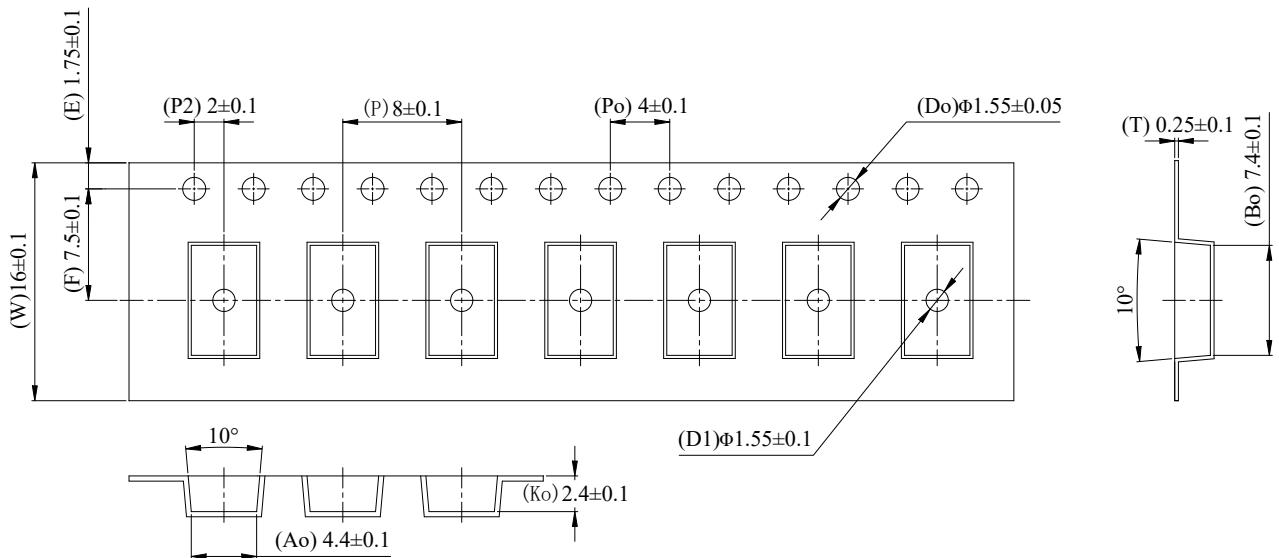 (E) 1.75±0.1
(P2) 2±0.1
(P) 8±0.1
(Po) 4±0.1
(Do)Φ1.55±0.05
(T) 0.25±0.1
(Bo) 7.4±0.1
(F) 7.5±0.1
(W)16±0.1
10°
(D1)Φ1.55±0.1
10°
(Ko) 2.4±0.1
(Ao) 4.4±0.1